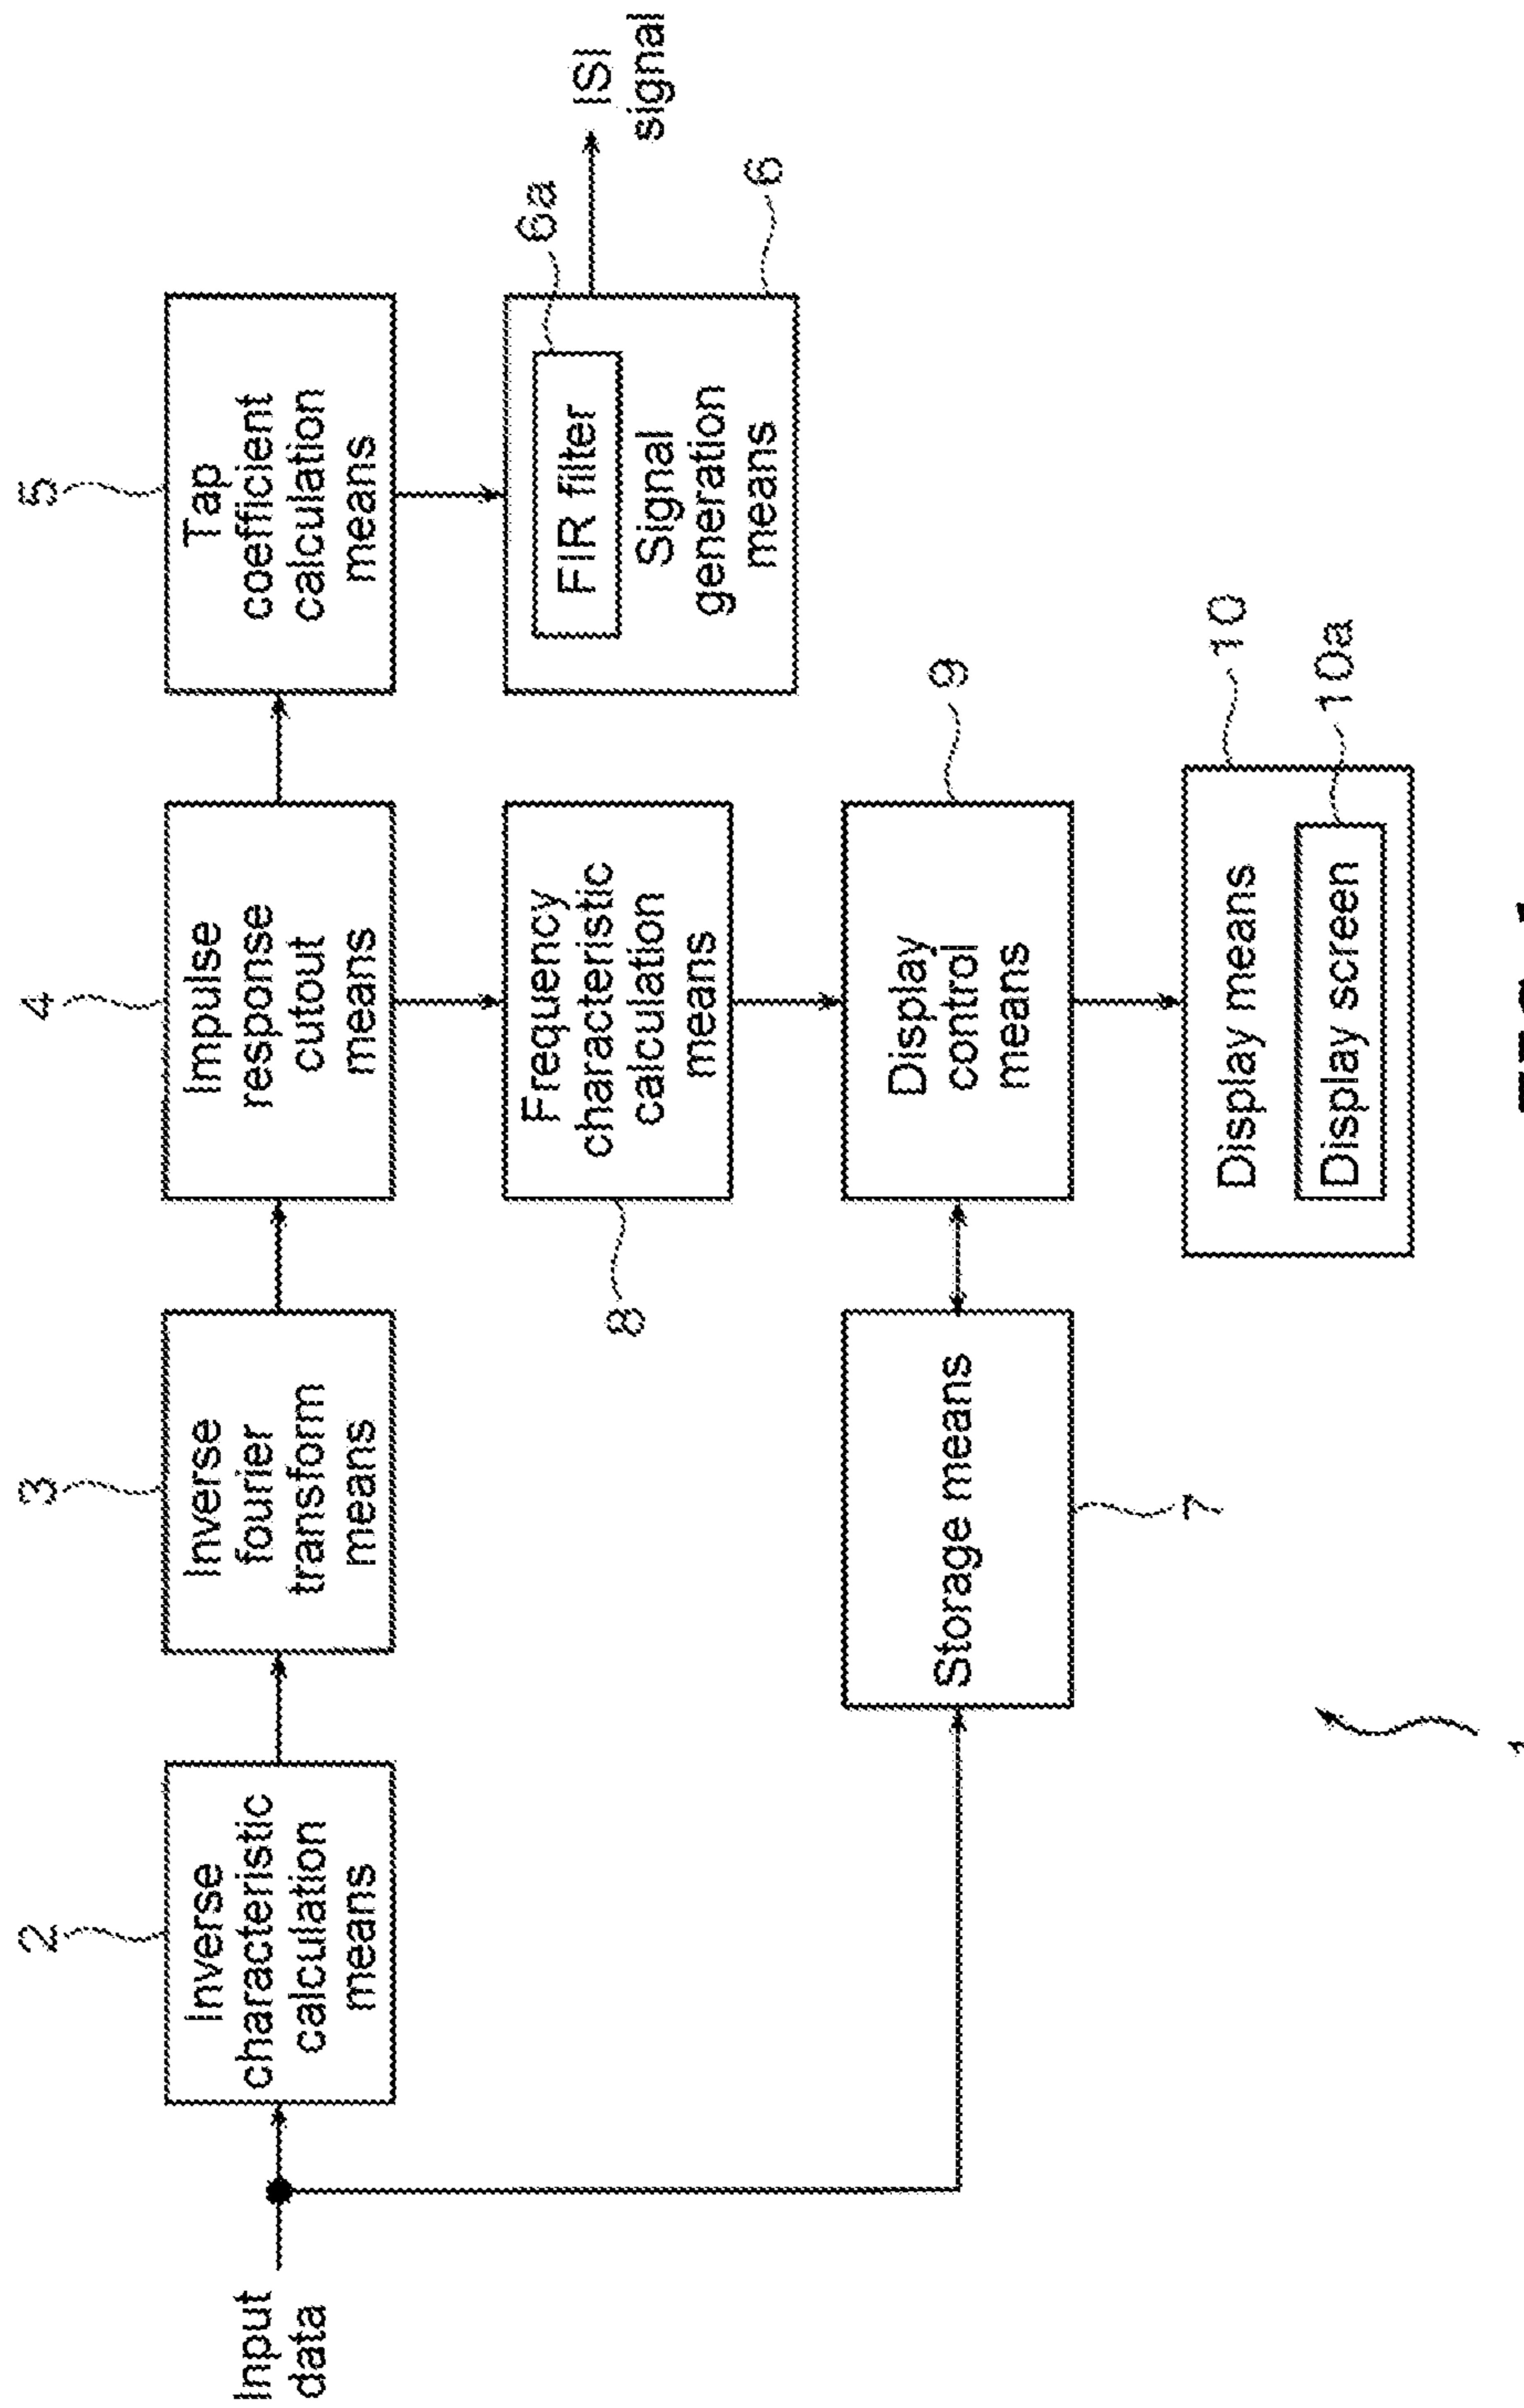 2
3
4
5
Inverse
characteristic
calculation
means
Inverse
fourier
transform
means
Impulse
response
cutout
means
Tap
coefficient
calculation
means
Input
data
6a
ISI
signal
FIR filter
Signal
generation
means
6
8
Frequency
characteristic
calculation
means
Storage means
7
Display
control
means
9
Display means
10
Display screen
10a
1